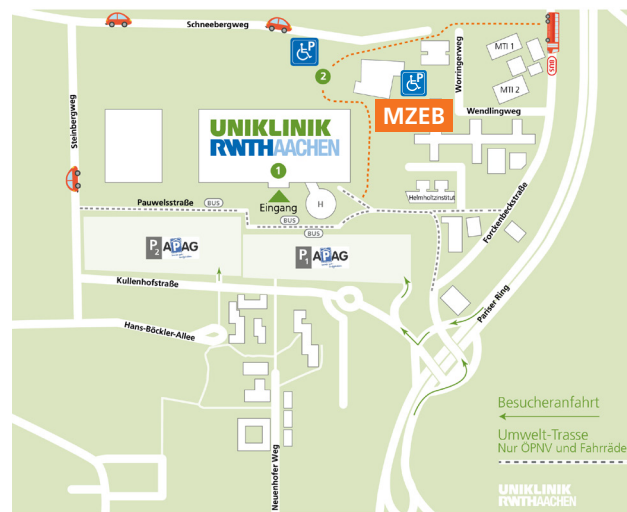 Schneebergweg
P
2
P
MTI 1
MTI 2
BUS
Worringerweg
Wendlingweg
MZEB
Steinbergweg
UNIKLINIK
RWTHAACHEN
1
Eingang
H
Helmholtzinstitut
Pauwelsstraße
BUS
BUS
BUS
Forckenbeckstraße
P2 APAG
P1 APAG
Kullenhofstraße
Pariser Ring
Hans-Böckler-Allee
Neuenhofer Weg
Besucheranfahrt
Umwelt-Trasse
Nur ÖPNV und Fahrräde
UNIKLINIK
RWTHAACHEN